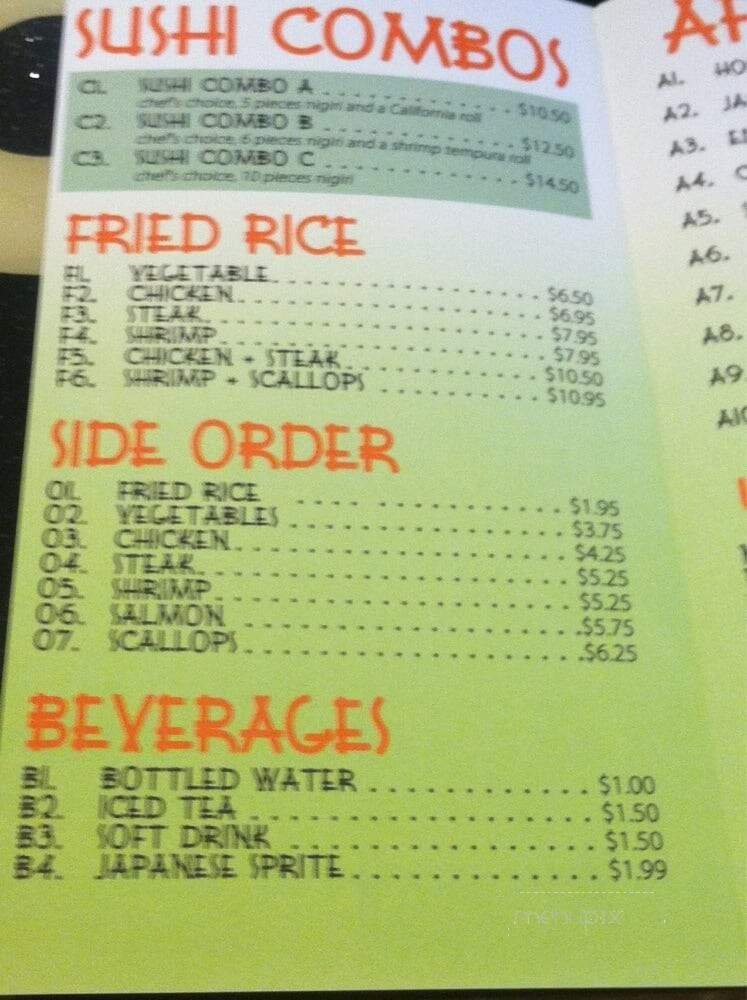 SUSHI COMBOS
C1. SUSHI COMBO A . . . . . . . . . . . . . . $10.50
chef's choice, 5 pieces nigiri and a California roll
C2. SUSHI COMBO B . . . . . . . . . . . . . . $12.50
chef's choice, 6 pieces nigiri and a shrimp tempura roll
C3. SUSHI COMBO C . . . . . . . . . . . . . . $14.50
chef's choice, 10 pieces nigiri
FRIED RICE
F1. VEGETABLE . . . . . . . . . . . . . . . . $6.50
F2. CHICKEN . . . . . . . . . . . . . . . . . . $6.95
F3. STEAK . . . . . . . . . . . . . . . . . . . . $7.95
F4. SHRIMP . . . . . . . . . . . . . . . . . . . $7.95
F5. CHICKEN + STEAK . . . . . . . . . . . $10.50
F6. SHRIMP + SCALLOPS . . . . . . . . . $10.95
SIDE ORDER
O1. FRIED RICE . . . . . . . . . . . . . . $1.95
O2. VEGETABLES . . . . . . . . . . . . . . . $3.75
O3. CHICKEN . . . . . . . . . . . . . . . . . . $4.25
O4. STEAK . . . . . . . . . . . . . . . . . . . . $5.25
O5. SHRIMP . . . . . . . . . . . . . . . . . . . $5.25
O6. SALMON . . . . . . . . . . . . . . . . . . $5.75
O7. SCALLOPS . . . . . . . . . . . . . . . . . $6.25
BEVERAGES
B1. BOTTLED WATER . . . . . . . . . . . . $1.00
B2. ICED TEA . . . . . . . . . . . . . . . . . . $1.50
B3. SOFT DRINK . . . . . . . . . . . . . . . . $1.50
B4. JAPANESE SPRITE . . . . . . . . . . . . . $1.99
A1.
A2.
A3.
A4.
A5.
A6.
A7.
A8.
A9
menupix